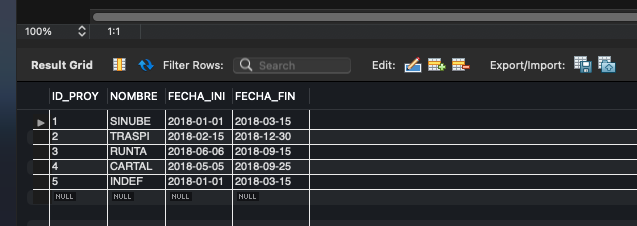 100% 1:1
Result Grid Filter Rows: Search Edit: Export/Import:
ID_PROY NOMBRE FECHA_INI FECHA_FIN
1 SINUBE 2018-01-01 2018-03-15
2 TRASPI 2018-02-15 2018-12-30
3 RUNTA 2018-06-06 2018-09-15
4 CARTAL 2018-05-05 2018-09-25
5 INDEF 2018-01-01 2018-03-15
NULL NULL NULL NULL